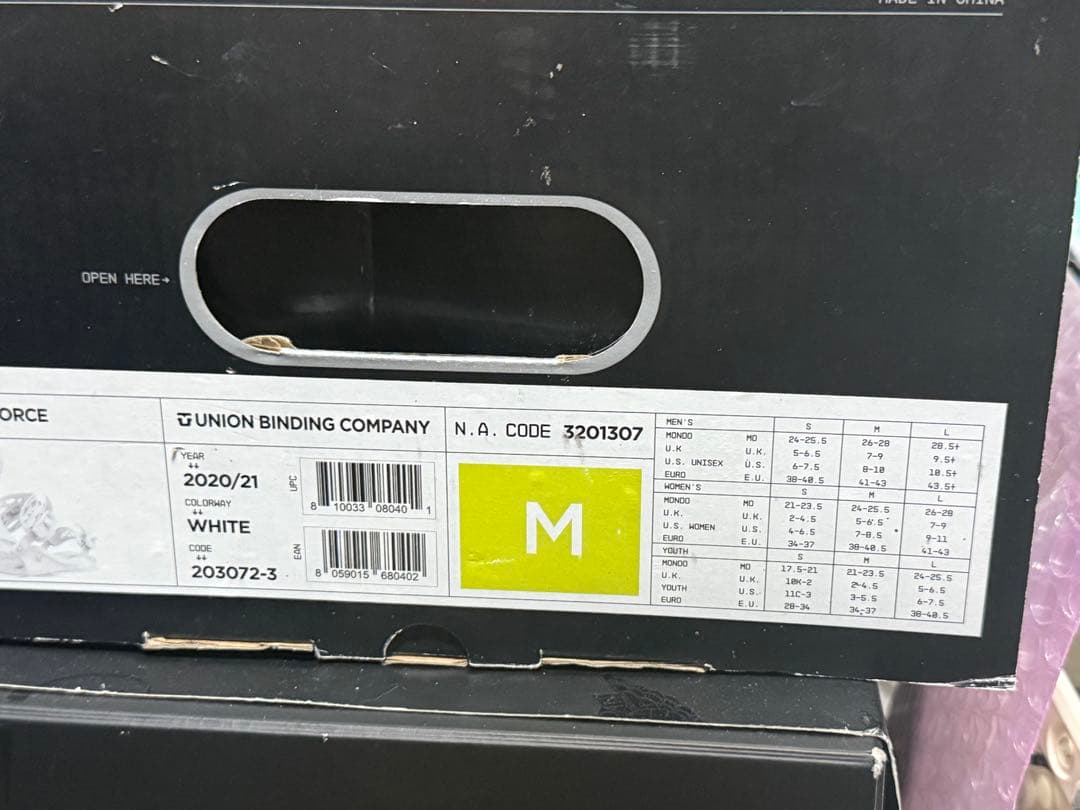 MADE IN CHINA
OPEN HERE→
ORCE
UNION BINDING COMPANY
YEAR
↓↓
2020/21
COLORWAY
↓↓
WHITE
CODE
↓↓
203072-3
UPC
8 10033 08040 1
EAN
8 059015 680402
N.A. CODE 3201307
M
MEN'S S M L
MONDO MO 24-25.5 26-28 28.5+
U.K U.K. 5-6.5 7-9 9.5+
U.S. UNISEX U.S. 6-7.5 8-10 10.5+
EURO E.U. 38-40.5 41-43 43.5+
WOMEN'S S M L
MONDO MO 21-23.5 24-25.5 26-28
U.K. U.K. 2-4.5 5-6.5 7-9
U.S. WOMEN U.S. 4-6.5 7-8.5 9-11
EURO E.U. 34-37 38-40.5 41-43
YOUTH S M L
MONDO MO 17.5-21 21-23.5 24-25.5
U.K. U.K. 10K-2 2-4.5 5-6.5
YOUTH U.S. 11C-3 3-5.5 6-7.5
EURO E.U. 28-34 34-37 38-40.5